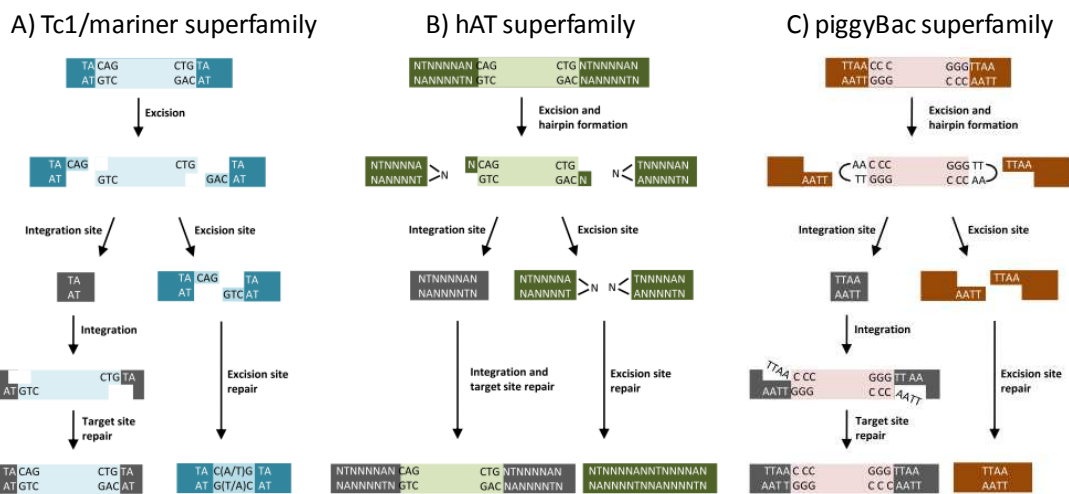 A) Tc1/mariner superfamily
TA CAG CTG TA
AT GTC GAC AT
Excision
TA CAG CTG TA
AT GTC GAC AT
Integration site
Excision site
TA
AT
TA CAG TA
AT GTC AT
Integration
CTG TA
AT GTC
Target site
repair
Excision site
repair
TA CAG CTG TA
AT GTC GAC AT
TA C(A/T)G TA
AT G(T/A)C AT
B) hAT superfamily
NTNNNNAN CAG CTG NTNNNNAN
NANNNNTN GTC GAC NANNNNTN
Excision and
hairpin formation
NTNNNNA N N CAG CTG N TNNNNAN
NANNNNT GTC GAC N ANNNNTN
Integration site
Excision site
NTNNNNAN
NANNNNTN
NTNNNNA N N TNNNNAN
NANNNNT ANNNNTN
Integration and
target site repair
Excision site
repair
NTNNNNAN CAG CTG NTNNNNAN
NANNNNTN GTC GAC NANNNNTN
NTNNNNANNTNNNNAN
NANNNNTNNANNNNTN
C) piggyBac superfamily
TTAA CC C GGG TTAA
AATT GGG C CC AATT
Excision and
hairpin formation
AA C CC GGG TT TTAA
AATT TT GGG C CC AA
Integration site
Excision site
TTAA
AATT
TTAA
AATT
Integration
TTAA C CC GGG TT AA
AATT GGG C CC AATT
Target site
repair
Excision site
repair
TTAA C CC GGG TTAA
AAT T GGG C C C AATT
TTAA
AATT